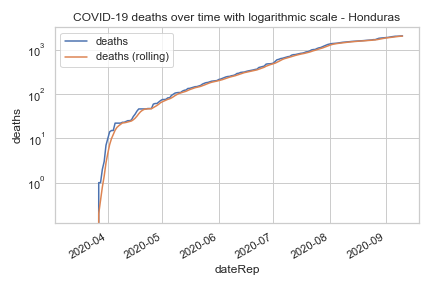 COVID-19 deaths over time with logarithmic scale - Honduras
deaths
deaths (rolling)
10³
10²
10¹
10⁰
deaths
2020-04
2020-05
2020-06
2020-07
2020-08
2020-09
dateRep